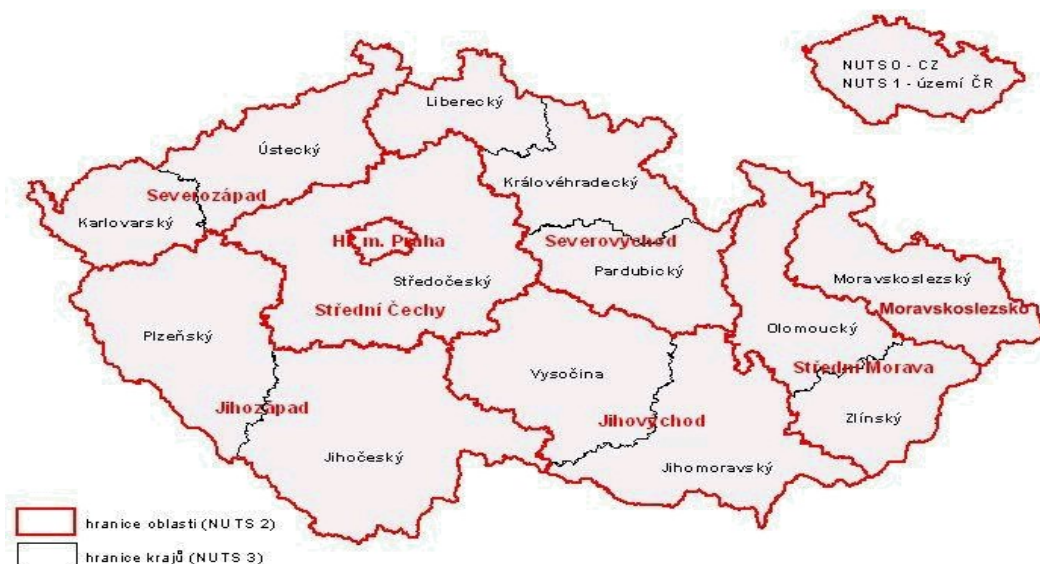 NUTS 0 - CZ
NUTS 1 - území ČR
Liberecký
Ústecký
Královéhradecký
Severozápad
Karlovarský
Hl. m. Praha
Severovýchod
Pardubický
Středočeský
Moravskoslezský
Střední Čechy
Moravskoslezsko
Plzeňský
Olomoucký
Vysočina
Střední Morava
Jihozápad
Jihovýchod
Zlínský
Jihočeský
Jihomoravský
hranice oblasti (NUTS 2)
hranice krajů (NUTS 3)